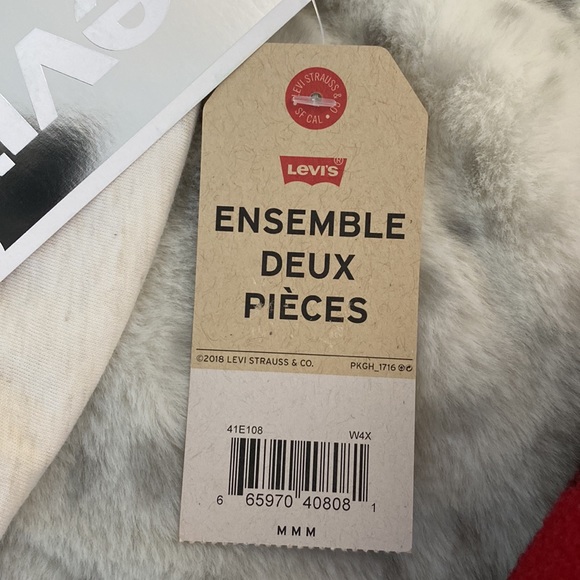 LEVI STRAUSS & CO
SF CAL
LEVI'S®
ENSEMBLE
DEUX
PIÈCES
©2018 LEVI STRAUSS & CO.
PKGH_1716
41E108
W4X
6 65970 40808 1
M M M